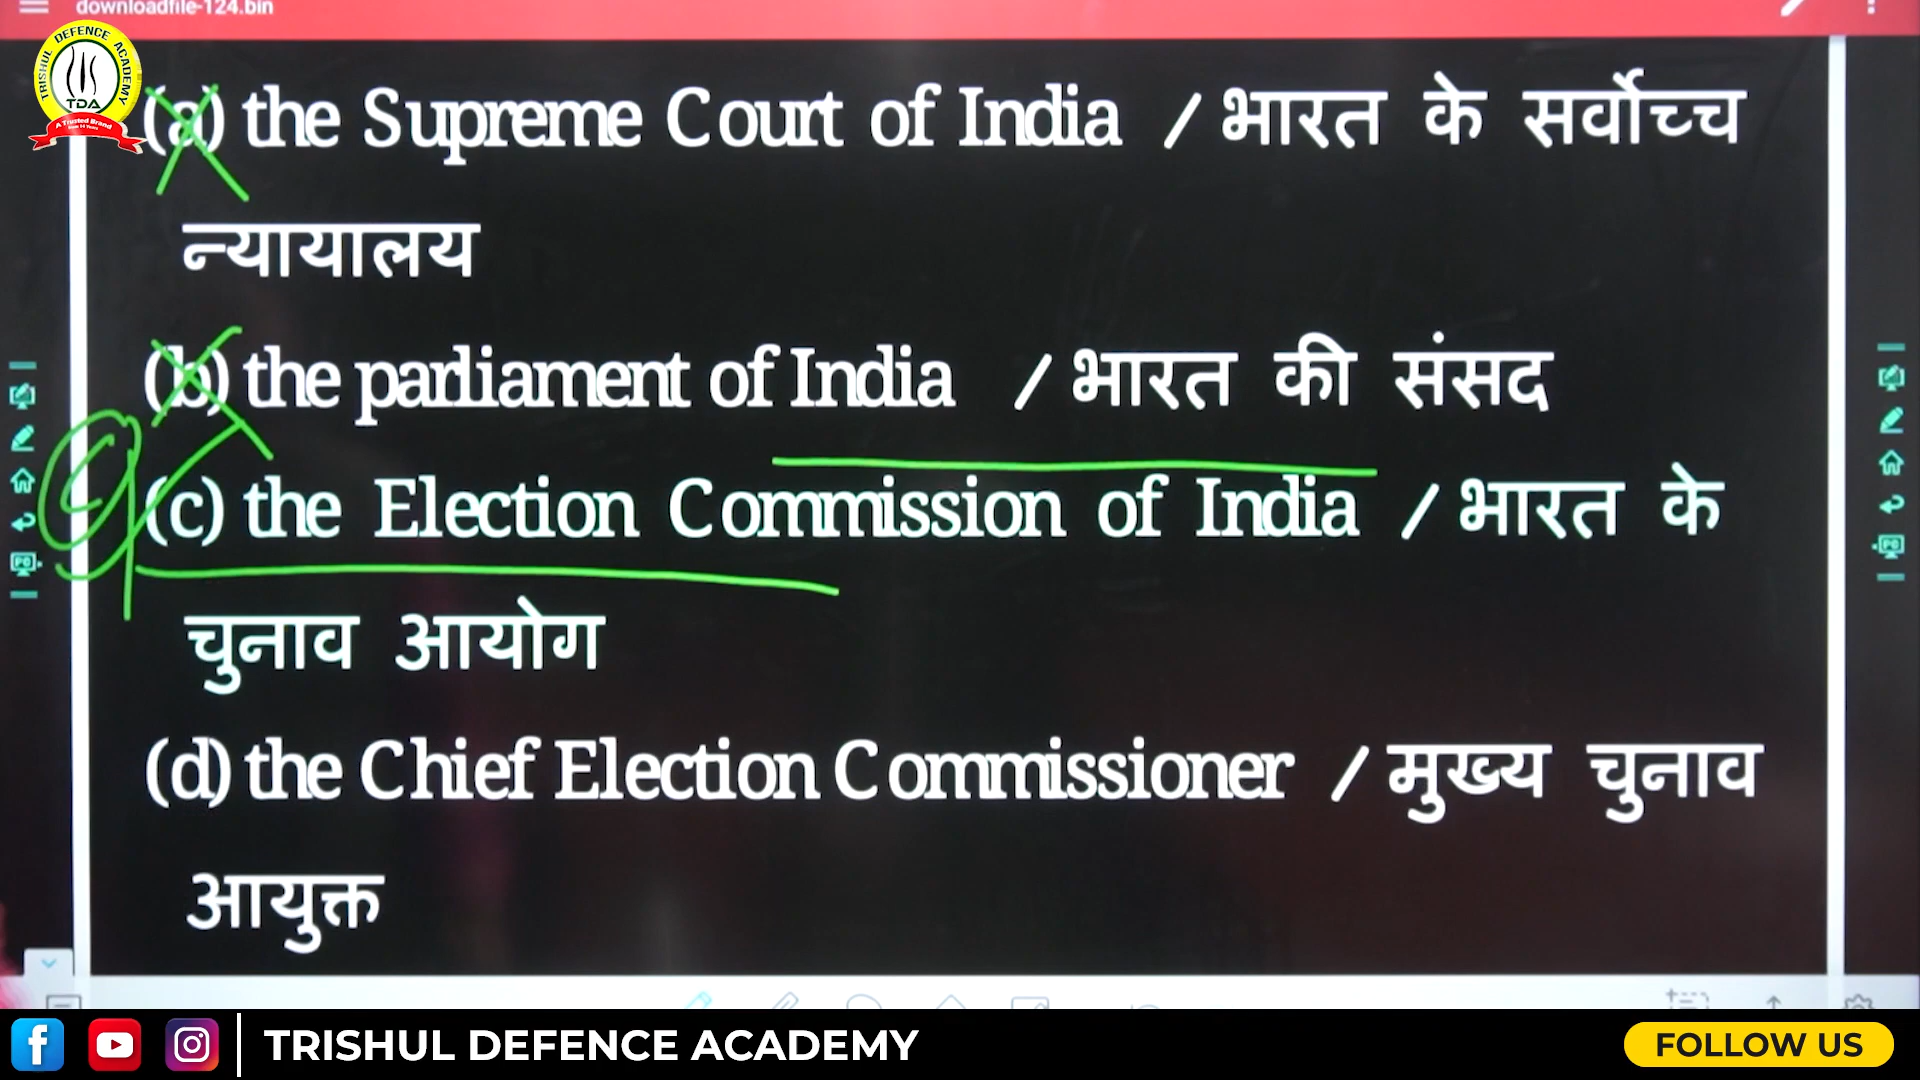 downloadfile-124.bin
TRISHUL DEFENCE ACADEMY
TDA
A Trusted Brand
(a) the Supreme Court of India / भारत के सर्वोच्च
न्यायालय
(b) the parliament of India / भारत की संसद
(c) the Election Commission of India / भारत के
चुनाव आयोग
(d) the Chief Election Commissioner / मुख्य चुनाव
आयुक्त
C
PC
PC
TRISHUL DEFENCE ACADEMY
FOLLOW US